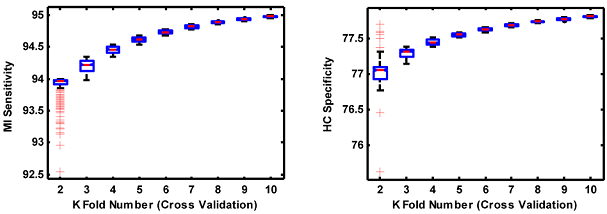 95
94.5
94
93.5
93
92.5
MI Sensitivity
2 3 4 5 6 7 8 9 10
K Fold Number (Cross Validation)
77.5
77
76.5
76
HC Specificity
2 3 4 5 6 7 8 9 10
K Fold Number (Cross Validation)